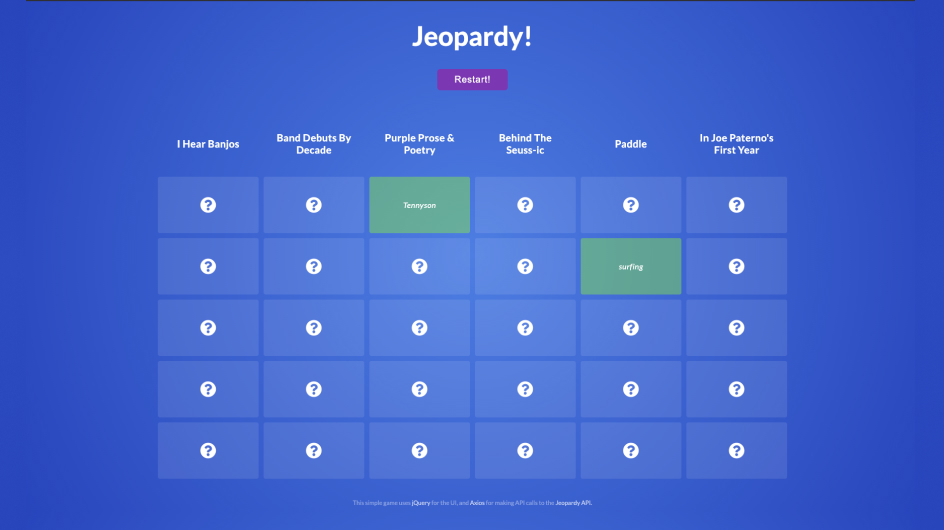 Jeopardy!
Restart!
I Hear Banjos
Band Debuts By
Decade
Purple Prose &
Poetry
Behind The
Seuss-ic
Paddle
In Joe Paterno's
First Year
? ? Tennyson ? ? ?
? ? ? ? surfing ?
? ? ? ? ? ?
? ? ? ? ? ?
? ? ? ? ? ?
This simple game uses jQuery for the UI, and Axios for making API calls to the Jeopardy API.